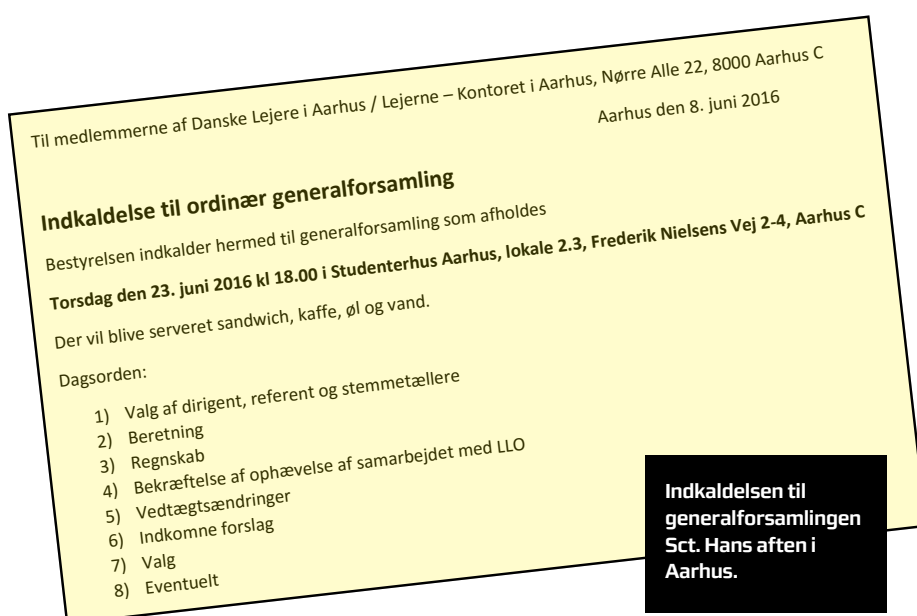 Til medlemmerne af Danske Lejere i Aarhus / Lejerne – Kontoret i Aarhus, Nørre Alle 22, 8000 Aarhus C
Aarhus den 8. juni 2016
Indkaldelse til ordinær generalforsamling
Bestyrelsen indkalder hermed til generalforsamling som afholdes
Torsdag den 23. juni 2016 kl 18.00 i Studenterhus Aarhus, lokale 2.3, Frederik Nielsens Vej 2-4, Aarhus C
Der vil blive serveret sandwich, kaffe, øl og vand.
Dagsorden:
1) Valg af dirigent, referent og stemmetællere
2) Beretning
3) Regnskab
4) Bekræftelse af ophævelse af samarbejdet med LLO
5) Vedtægtsændringer
6) Indkomne forslag
7) Valg
8) Eventuelt
Indkaldelsen til
generalforsamlingen
Sct. Hans aften i
Aarhus.